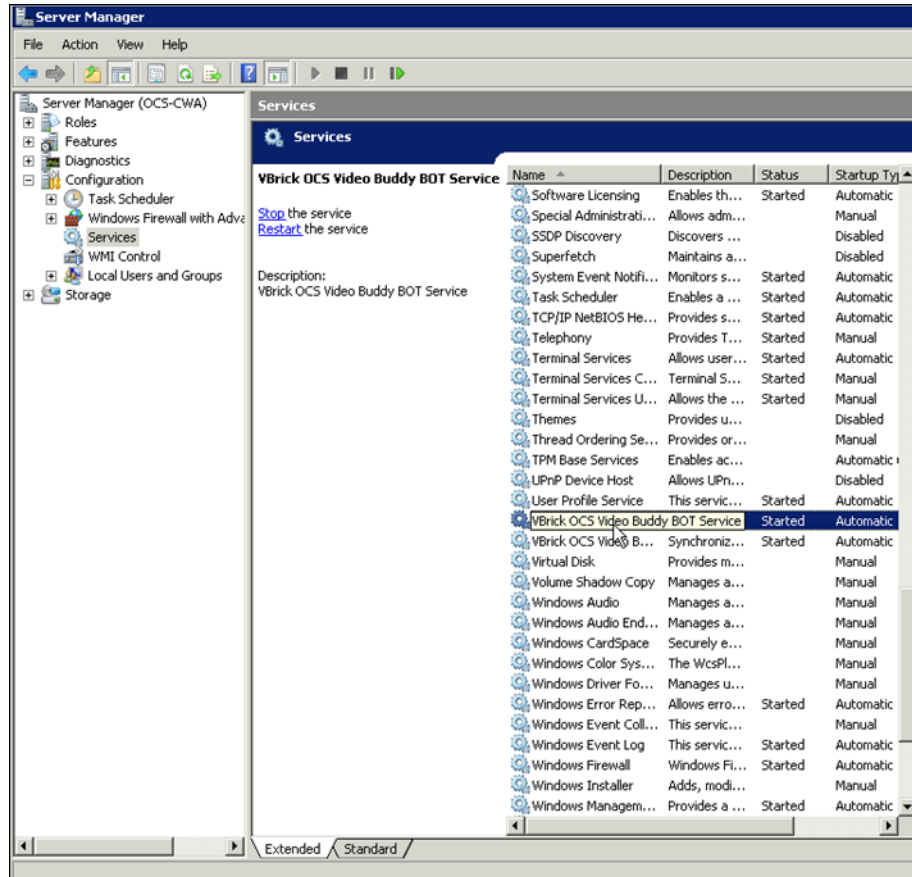 Server Manager
File Action View Help
Server Manager (OCS-CWA)
Roles
Features
Diagnostics
Configuration
Task Scheduler
Windows Firewall with Adva
Services
WMI Control
Local Users and Groups
Storage
Services
Services
VBrick OCS Video Buddy BOT Service
Stop the service
Restart the service
Description:
VBrick OCS Video Buddy BOT Service
Name Description Status Startup Ty
Software Licensing Enables th... Started Automatic
Special Administrati... Allows adm... Manual
SSDP Discovery Discovers ... Disabled
Superfetch Maintains a... Disabled
System Event Notifi... Monitors s... Started Automatic
Task Scheduler Enables a ... Started Automatic
TCP/IP NetBIOS He... Provides s... Started Automatic
Telephony Provides T... Started Manual
Terminal Services Allows user... Started Automatic
Terminal Services C... Terminal S... Started Manual
Terminal Services U... Allows the ... Started Manual
Themes Provides u... Disabled
Thread Ordering Se... Provides or... Manual
TPM Base Services Enables ac... Automatic
UPnP Device Host Allows UPn... Disabled
User Profile Service This servic... Started Automatic
VBrick OCS Video Buddy BOT Service Started Automatic
VBrick OCS Video B... Synchroniz... Started Automatic
Virtual Disk Provides m... Manual
Volume Shadow Copy Manages a... Manual
Windows Audio Manages a... Manual
Windows Audio End... Manages a... Manual
Windows CardSpace Securely e... Manual
Windows Color Sys... The WcsPl... Manual
Windows Driver Fo... Manages u... Manual
Windows Error Rep... Allows erro... Started Automatic
Windows Event Coll... This servic... Manual
Windows Event Log This servic... Started Automatic
Windows Firewall Windows Fi... Started Automatic
Windows Installer Adds, modi... Manual
Windows Managem... Provides a ... Started Automatic
Extended Standard